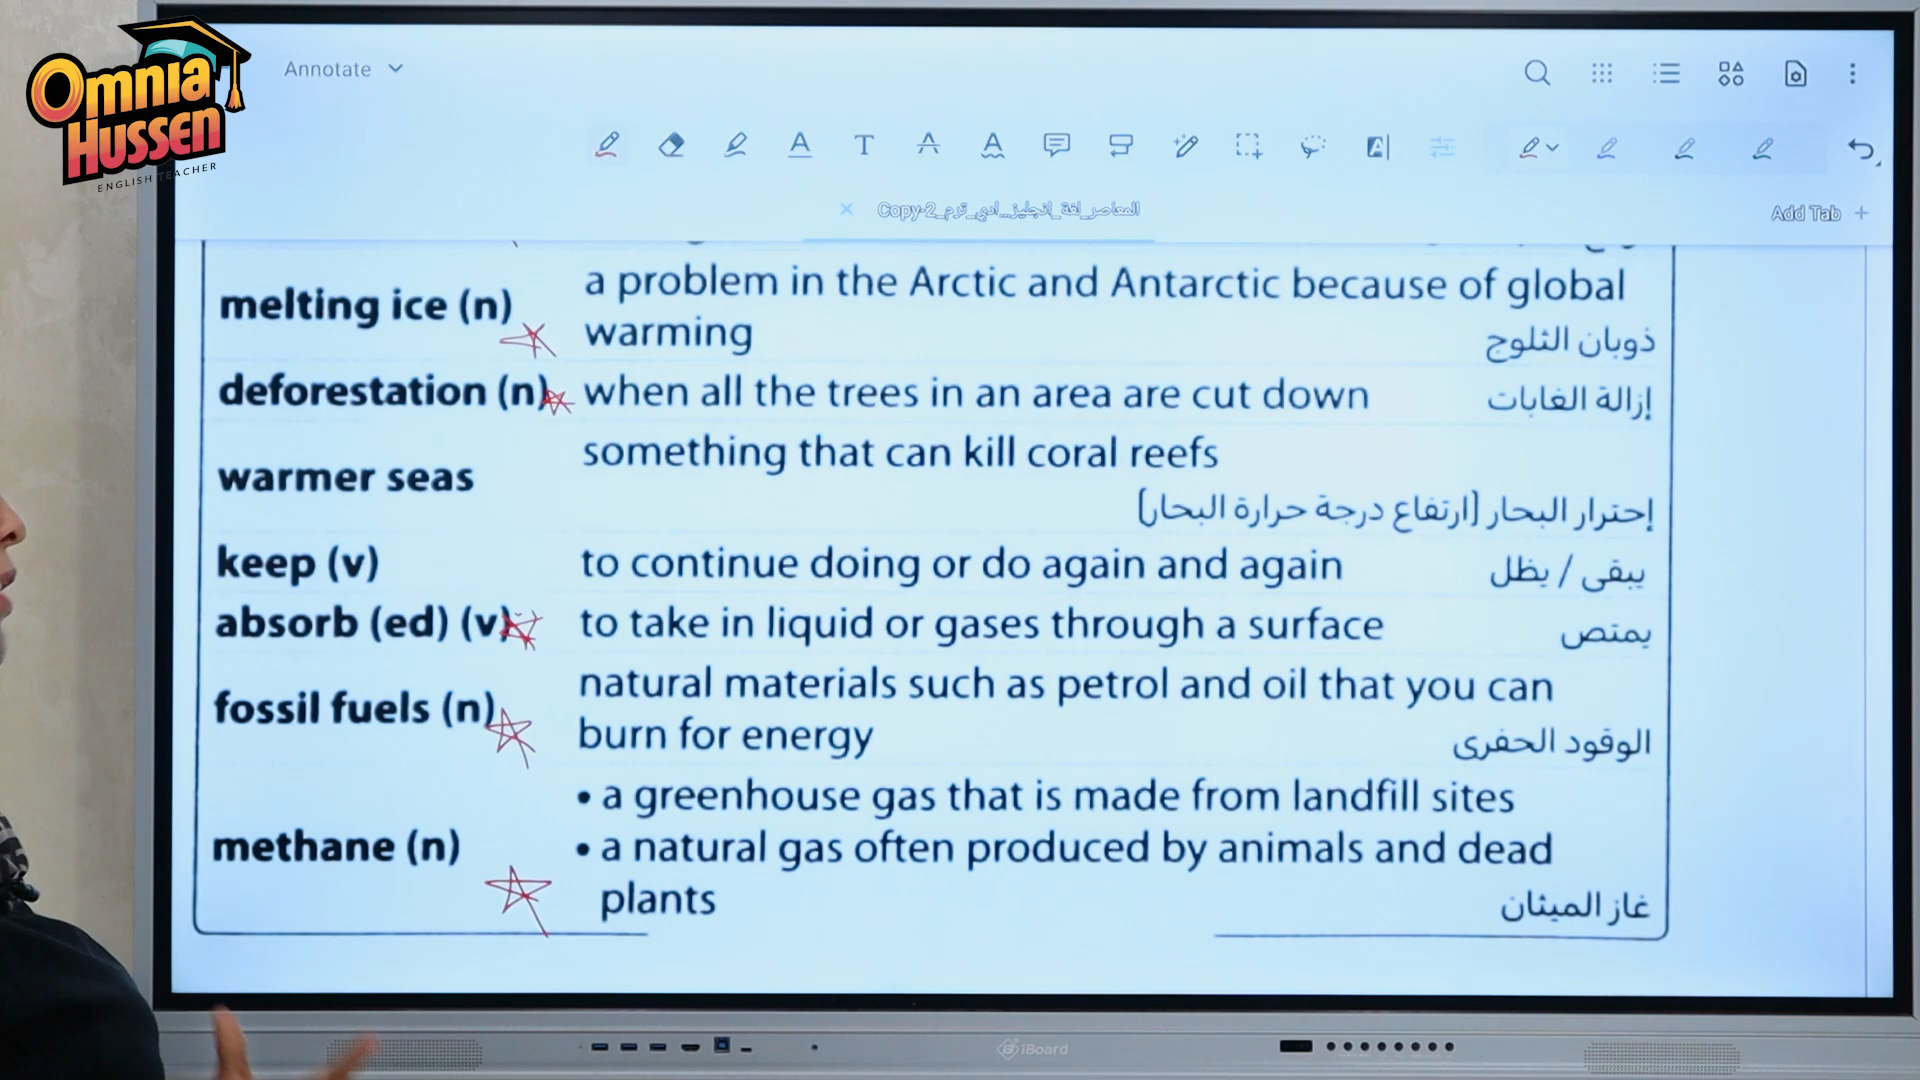 Omnia
Hussen
ENGLISH TEACHER
Annotate
المعاصر_لغة_إنجليز_ادي_ترم_2-Copy
Add Tab +
melting ice (n)
a problem in the Arctic and Antarctic because of global
warming
ذوبان الثلوج
deforestation (n)
when all the trees in an area are cut down
إزالة الغابات
warmer seas
something that can kill coral reefs
إحترار البحار (ارتفاع درجة حرارة البحار)
keep (v)
to continue doing or do again and again
يبقى / يظل
absorb (ed) (v)
to take in liquid or gases through a surface
يمتص
fossil fuels (n)
natural materials such as petrol and oil that you can
burn for energy
الوقود الحفرى
methane (n)
• a greenhouse gas that is made from landfill sites
• a natural gas often produced by animals and dead
plants
غاز الميثان
iBoard